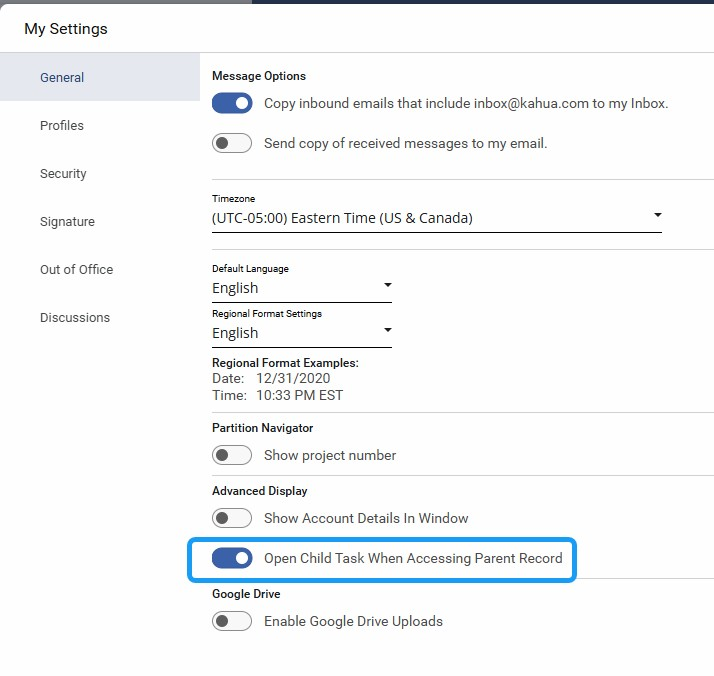 My Settings
General
Profiles
Security
Signature
Out of Office
Discussions
Message Options
Copy inbound emails that include inbox@kahua.com to my Inbox.
Send copy of received messages to my email.
Timezone
(UTC-05:00) Eastern Time (US & Canada)
Default Language
English
Regional Format Settings
English
Regional Format Examples:
Date: 12/31/2020
Time: 10:33 PM EST
Partition Navigator
Show project number
Advanced Display
Show Account Details In Window
Open Child Task When Accessing Parent Record
Google Drive
Enable Google Drive Uploads